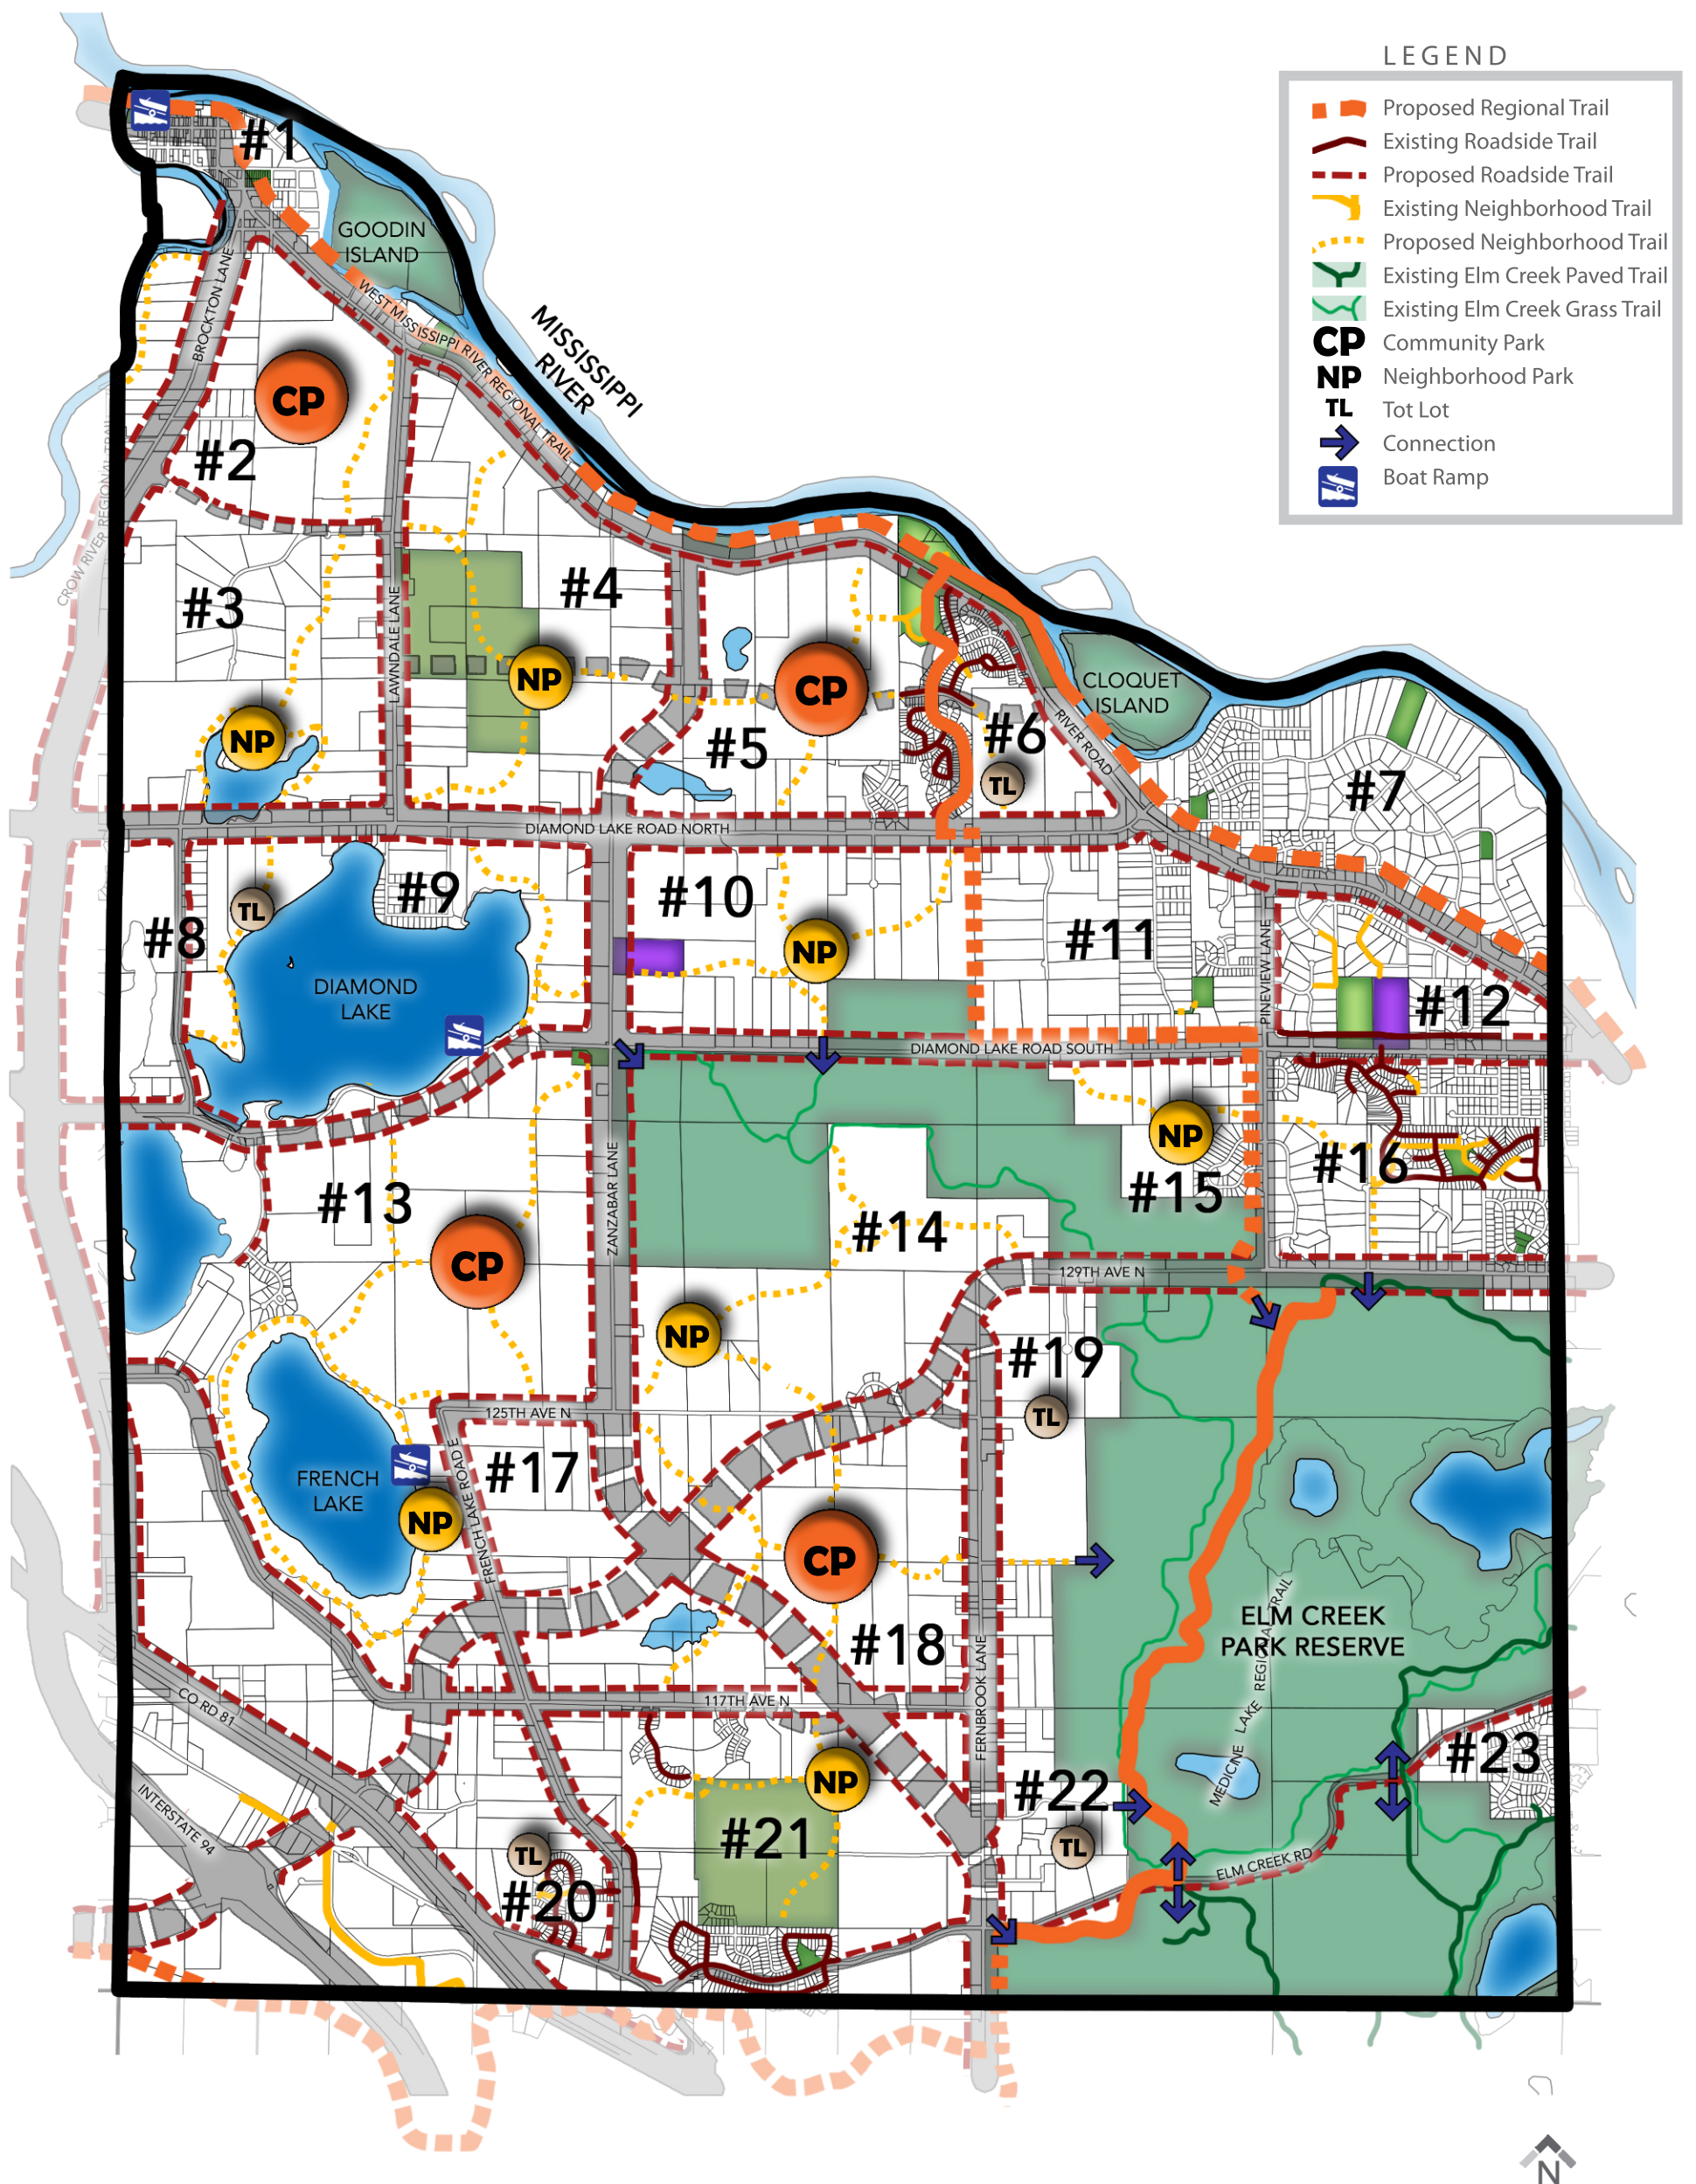 LEGEND
Proposed Regional Trail
Existing Roadside Trail
Proposed Roadside Trail
Existing Neighborhood Trail
Proposed Neighborhood Trail
Existing Elm Creek Paved Trail
Existing Elm Creek Grass Trail
CP Community Park
NP Neighborhood Park
TL Tot Lot
Connection
Boat Ramp
#1
GOODIN
ISLAND
BROCKTON LANE
WEST MISSISSIPPI RIVER REGIONAL TRAIL
MISSISSIPPI
RIVER
CP
#2
CROW RIVER REGIONAL TRAIL
#3
LAWNDALE LANE
#4
NP
NP
CP
#5
#6
TL
CLOQUET
ISLAND
RIVER ROAD
#7
DIAMOND LAKE ROAD NORTH
#8
TL
#9
DIAMOND
LAKE
#10
NP
#11
PINEVIEW LANE
#12
DIAMOND LAKE ROAD SOUTH
ZANZABAR LANE
#13
CP
#14
NP
#15
#16
129TH AVE N
NP
#19
TL
125TH AVE N
FRENCH
LAKE
NP
FRENCH LAKE ROAD E
#17
CP
#18
FERNBROOK LANE
ELM CREEK
PARK RESERVE
MEDICINE LAKE REGIONAL TRAIL
117TH AVE N
CO RD 81
INTERSTATE 94
NP
#21
TL
#20
#22
TL
#23
ELM CREEK RD
N